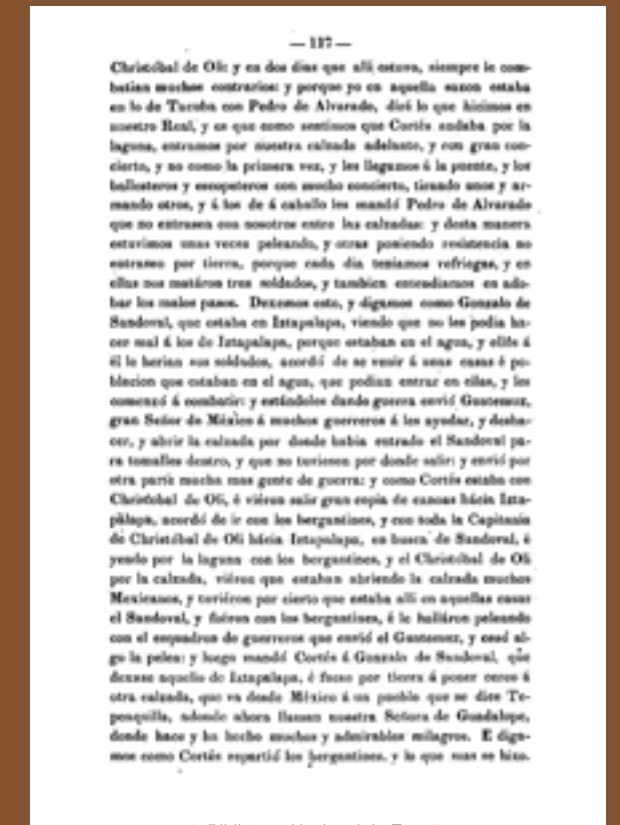 — 137 —
Christóbal de Oli: y en dos dias que allí estuvo, siempre le com-
batian muchos contrarios: y porque yo en aquella sazon estaba
en lo de Tacuba con Pedro de Alvarado, diré lo que hicimos en
nuestro Real, y es que como sentimos que Cortés andaba por la
laguna, entramos por nuestra calzada adelante, y con gran con-
cierto, y no como la primera vez, y les llegamos á la puente, y los
ballesteros y escopeteros con mucho concierto, tirando unos y ar-
mando otros, y á los de á caballo les mandó Pedro de Alvarado
que no entrasen con nosotros entre las calzadas: y desta manera
estuvimos unas veces peleando, y otras poniendo resistencia no
entrasen por tierra, porque cada dia teniamos refriegas, y en
ellas nos matáron tres soldados, y tambien entendiamos en ado-
bar los malos pasos. Dexemos esto, y digamos como Gonzalo de
Sandoval, que estaba en Iztapalapa, viendo que no les podia ha-
cer mal á los de Iztapalapa, porque estaban en el agua, y ellos á
él le herian sus soldados, acordó de se venir á unas casas é po-
blacion que estaban en el agua, que podian entrar en ellas, y les
comenzó á combatir: y estándoles dando guerra envió Guatemuz,
gran Señor de México á muchos guerreros á les ayudar, y desha-
cer, y abrir la calzada por donde habia entrado el Sandoval pa-
ra tomalles dentro, y que no tuviesen por donde salir: y envió por
otra parte mucha mas gente de guerra: y como Cortés estaba con
Christóbal de Oli, é viéron salir gran copia de canoas hácia Izta-
palapa, acordó de ir con los bergantines, y con toda la Capitanía
de Christóbal de Oli hácia Iztapalapa, en busca de Sandoval, é
yendo por la laguna con los bergantines, y el Christóbal de Oli
por la calzada, viéron que estaban abriendo la calzada muchos
Mexicanos, y tuviéron por cierto que estaba allí en aquellas casas
el Sandoval, y fuéron con los bergantines, é le halláron peleando
con el esquadron de guerreros que envió el Guatemuz, y cesó al-
go la pelea: y luego mandó Cortés á Gonzalo de Sandoval, que
dexase aquello de Iztapalapa, é fuese por tierra á poner cerco á
otra calzada, que va desde México á un pueblo que se dice Te-
peaquilla, adonde ahora llaman nuestra Señora de Guadalupe,
donde hace y ha hecho muchos y admirables milagros. E diga-
mos como Cortés repartió los bergantines, y lo que mas se hizo.